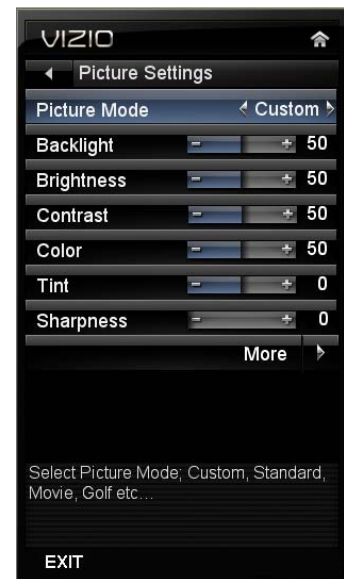 VIZIO
Picture Settings
Picture Mode Custom
Backlight - + 50
Brightness - + 50
Contrast - + 50
Color - + 50
Tint - + 0
Sharpness - + 0
More
Select Picture Mode; Custom, Standard,
Movie, Golf etc...
EXIT